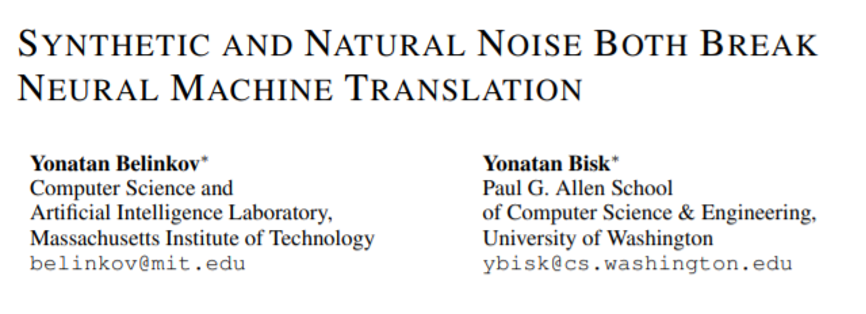 SYNTHETIC AND NATURAL NOISE BOTH BREAK
NEURAL MACHINE TRANSLATION
Yonatan Belinkov*
Computer Science and
Artificial Intelligence Laboratory,
Massachusetts Institute of Technology
belinkov@mit.edu
Yonatan Bisk*
Paul G. Allen School
of Computer Science & Engineering,
University of Washington
ybisk@cs.washington.edu